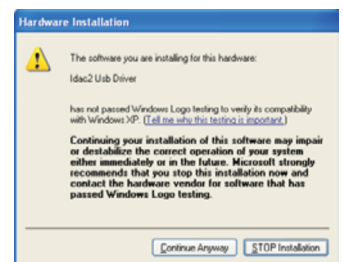 Hardware Installation
The software you are installing for this hardware:
Idac2 Usb Driver
has not passed Windows Logo testing to verify its compatibility
with Windows XP. (Tell me why this testing is important.)
Continuing your installation of this software may impair
or destabilize the correct operation of your system
either immediately or in the future. Microsoft strongly
recommends that you stop this installation now and
contact the hardware vendor for software that has
passed Windows Logo testing.
Continue Anyway STOP Installation